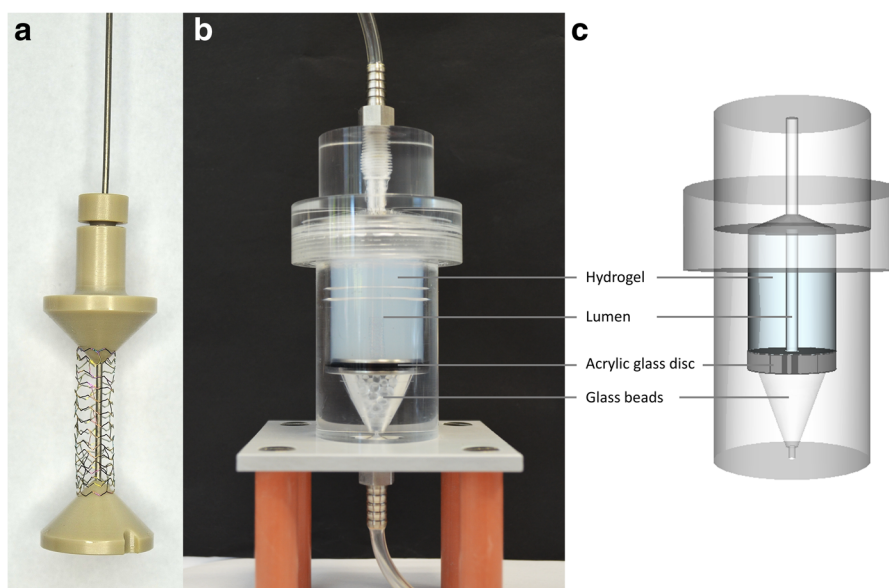 a
b
c
Hydrogel
Lumen
Acrylic glass disc
Glass beads